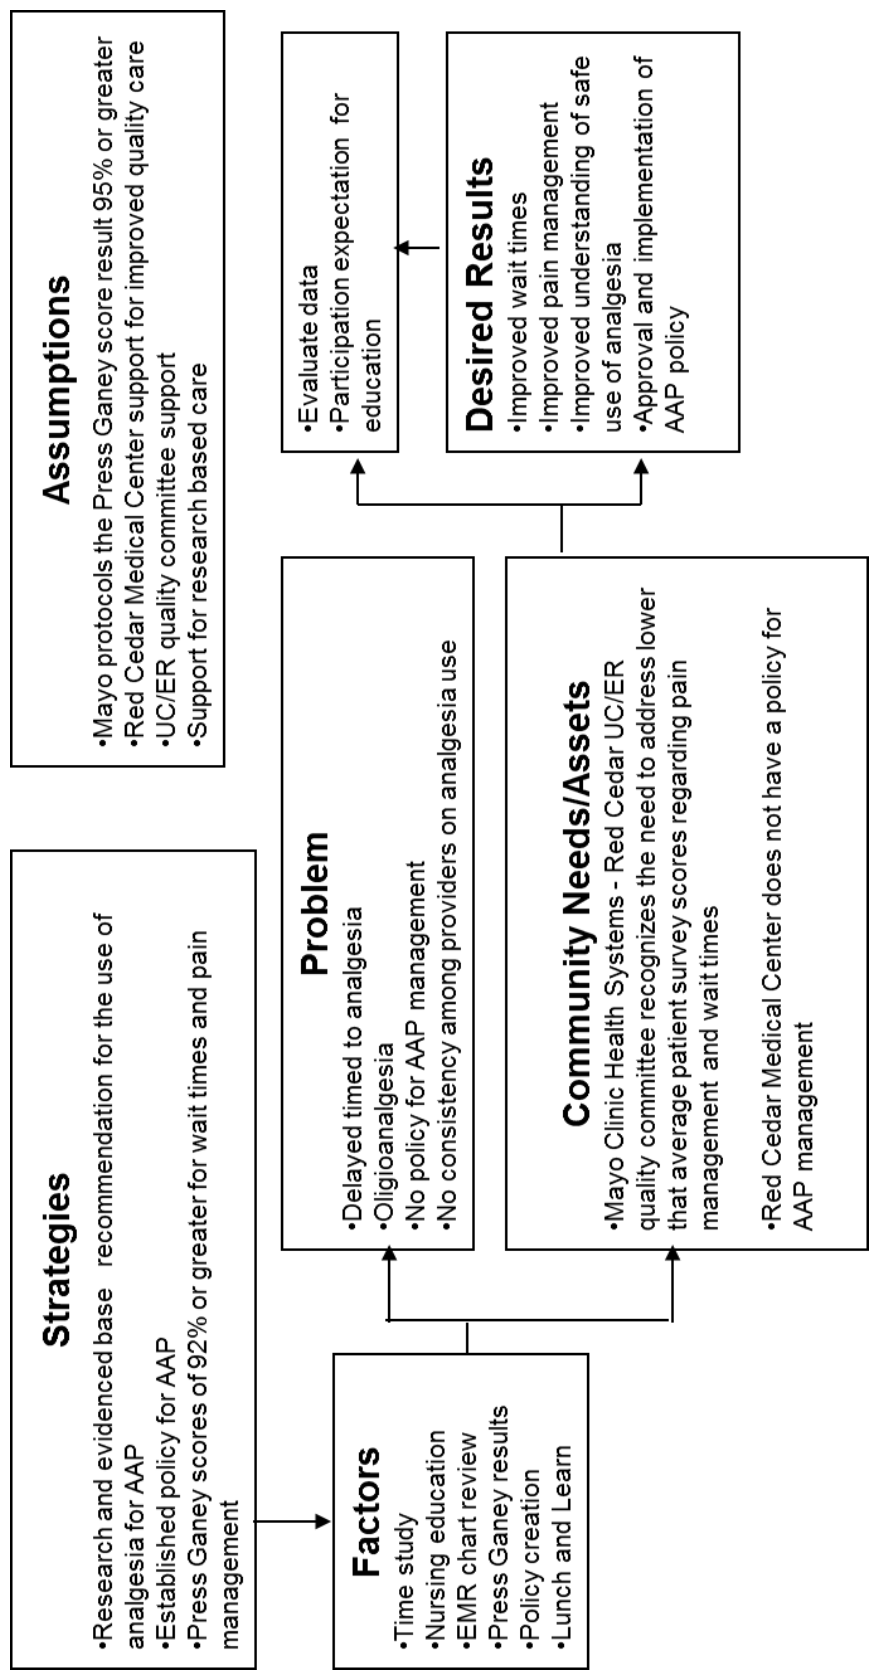 Strategies
•Research and evidenced base recommendation for the use of
analgesia for AAP
•Established policy for AAP
•Press Ganey scores of 92% or greater for wait times and pain
management
Assumptions
•Mayo protocols the Press Ganey score result 95% or greater
•Red Cedar Medical Center support for improved quality care
•UC/ER quality committee support
•Support for research based care
Factors
•Time study
•Nursing education
•EMR chart review
•Press Ganey results
•Policy creation
•Lunch and Learn
Problem
•Delayed timed to analgesia
•Oligioanalgesia
•No policy for AAP management
•No consistency among providers on analgesia use
Community Needs/Assets
•Mayo Clinic Health Systems - Red Cedar UC/ER
quality committee recognizes the need to address lower
that average patient survey scores regarding pain
management and wait times
•Red Cedar Medical Center does not have a policy for
AAP management
•Evaluate data
•Participation expectation for
education
Desired Results
•Improved wait times
•Improved pain management
•Improved understanding of safe
use of analgesia
•Approval and implementation of
AAP policy